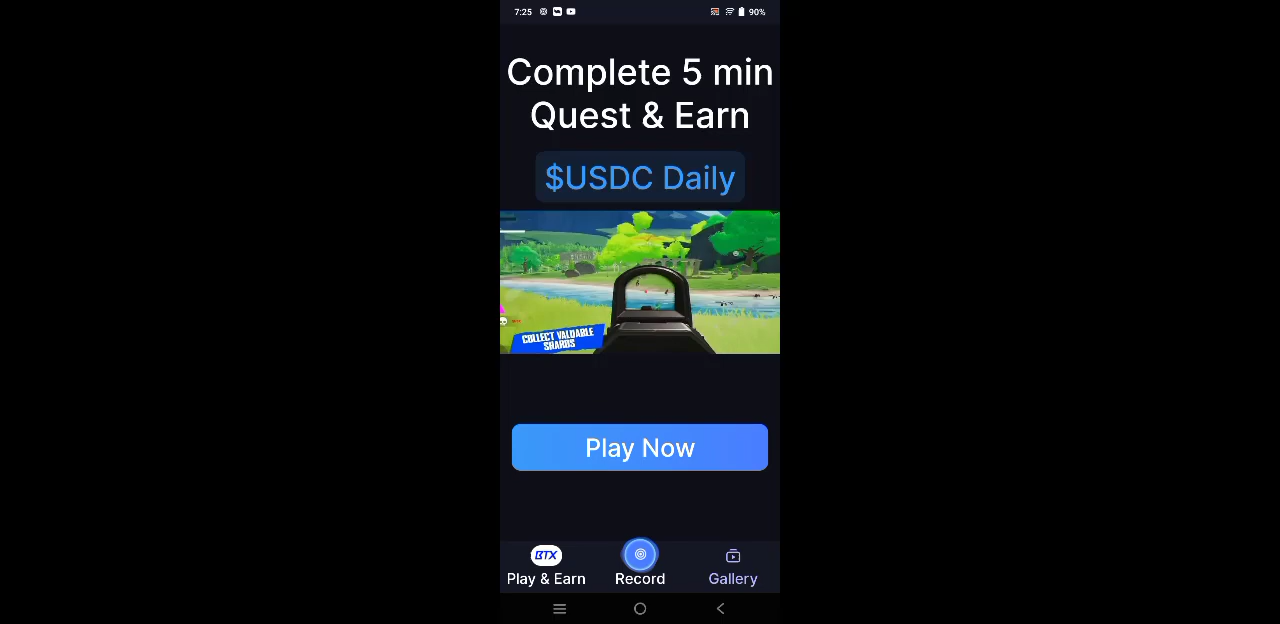 7:25
90%
Complete 5 min
Quest & Earn
$USDC Daily
COLLECT VALUABLE
SHARDS
Play Now
BTX
Play & Earn
Record
Gallery